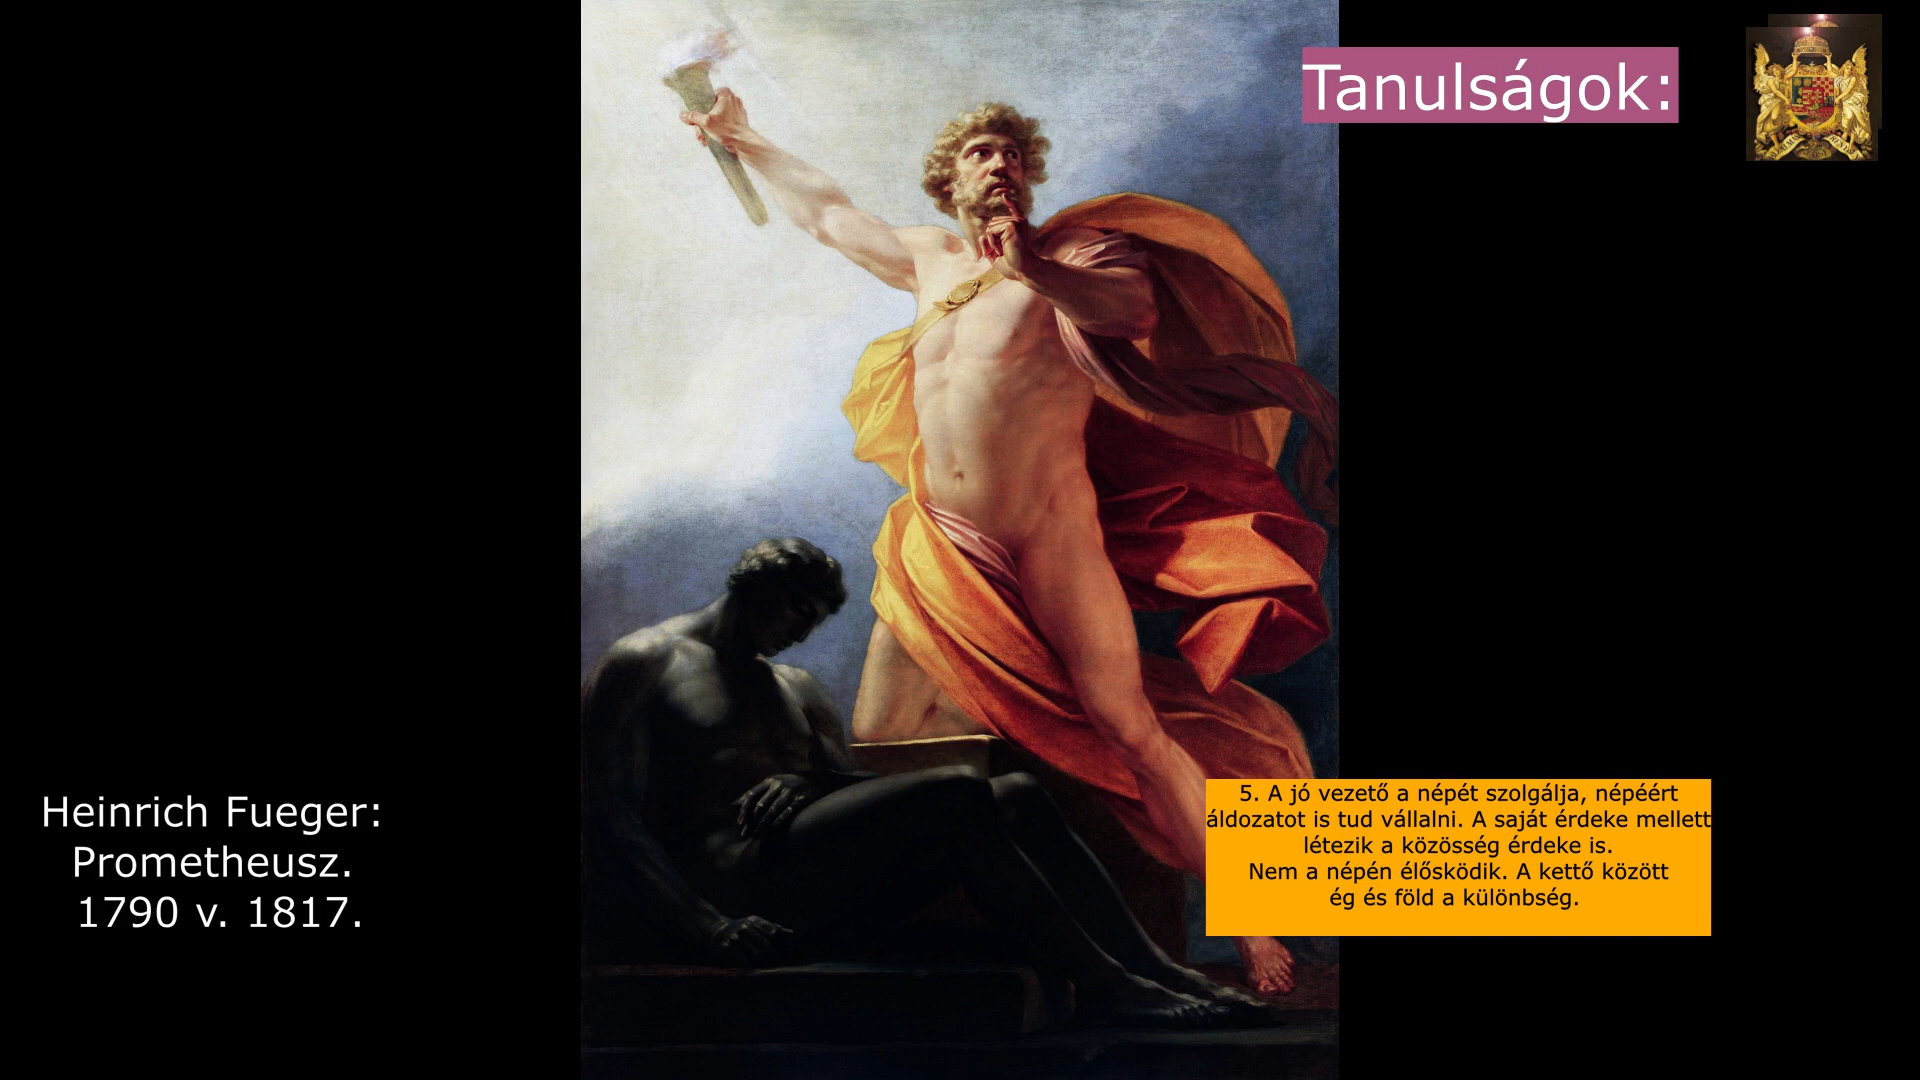 Tanulságok:
Heinrich Fueger:
Prometheusz.
1790 v. 1817.
5. A jó vezető a népét szolgálja, népéért
áldozatot is tud vállalni. A saját érdeke mellett
létezik a közösség érdeke is.
Nem a népén élősködik. A kettő között
ég és föld a különbség.